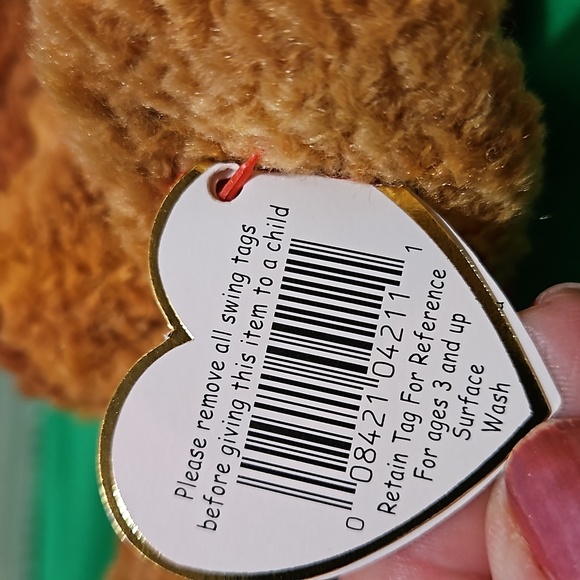 Please remove all swing tags
before giving this item to a child
0 08421 04211 1
Retain Tag For Reference
For ages 3 and up
Surface
Wash